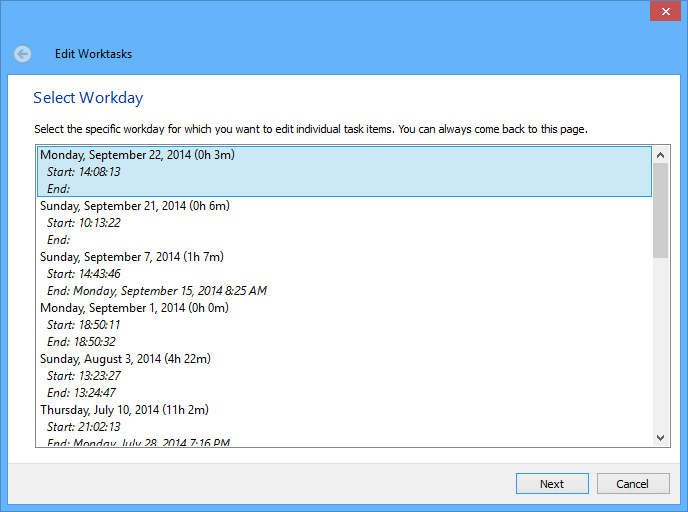 Edit Worktasks
Select Workday
Select the specific workday for which you want to edit individual task items. You can always come back to this page.
Monday, September 22, 2014 (0h 3m)
Start: 14:08:13
End:
Sunday, September 21, 2014 (0h 6m)
Start: 10:13:22
End:
Sunday, September 7, 2014 (1h 7m)
Start: 14:43:46
End: Monday, September 15, 2014 8:25 AM
Monday, September 1, 2014 (0h 0m)
Start: 18:50:11
End: 18:50:32
Sunday, August 3, 2014 (4h 22m)
Start: 13:23:27
End: 13:24:47
Thursday, July 10, 2014 (11h 2m)
Start: 21:02:13
End: Monday, July 28, 2014 7:16 PM
Next
Cancel